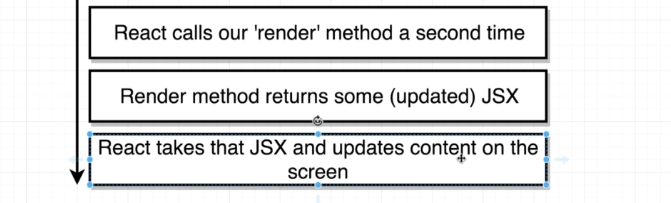 React calls our 'render' method a second time
Render method returns some (updated) JSX
React takes that JSX and updates content on the
screen